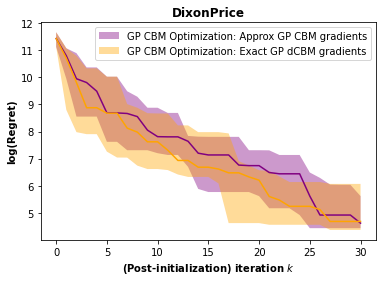 DixonPrice
12
11
10
9
8
7
6
5
log(Regret)
GP CBM Optimization: Approx GP CBM gradients
GP CBM Optimization: Exact GP dCBM gradients
0 5 10 15 20 25 30
(Post-initialization) iteration k